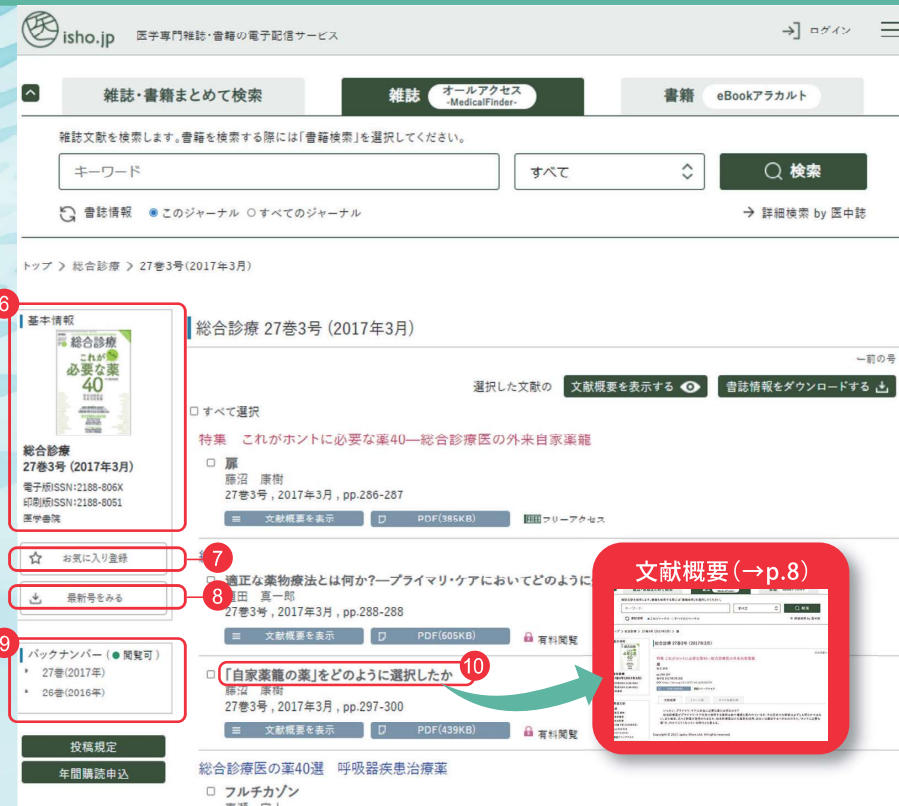 医 isho.jp 医学専門雑誌・書籍の電子配信サービス
ログイン
雑誌・書籍まとめて検索
雑誌 オールアクセス -MedicalFinder-
書籍 eBookアラカルト
雑誌文献を検索します。書籍を検索する際には「書籍検索」を選択してください。
キーワード
すべて
検索
書誌情報 このジャーナル すべてのジャーナル
→ 詳細検索 by 医中誌
トップ > 総合診療 > 27巻3号(2017年3月)
6
基本情報
総合診療
これが
必要な薬
40
総合診療
27巻3号 (2017年3月)
電子版ISSN:2188-806X
印刷版ISSN:2188-8051
医学書院
7
お気に入り登録
8
最新号をみる
9
バックナンバー(●閲覧可)
27巻(2017年)
26巻(2016年)
投稿規定
年間購読申込
総合診療 27巻3号 (2017年3月)
←前の号
選択した文献の 文献概要を表示する 書誌情報をダウンロードする
すべて選択
特集 これがホントに必要な薬40―総合診療医の外来自家薬籠
扉
藤沼 康樹
27巻3号 , 2017年3月 , pp.286-287
文献概要を表示 PDF(385KB) フリーアクセス
適正な薬物療法とは何か?―プライマリ・ケアにおいてどのように
田 真一郎
27巻3号 , 2017年3月 , pp.288-288
文献概要を表示 PDF(605KB) 有料閲覧
「自家薬籠の薬」をどのように選択したか
10
藤沼 康樹
27巻3号 , 2017年3月 , pp.297-300
文献概要を表示 PDF(439KB) 有料閲覧
総合診療医の薬40選 呼吸器疾患治療薬
フルチカゾン
文献概要(→p.8)